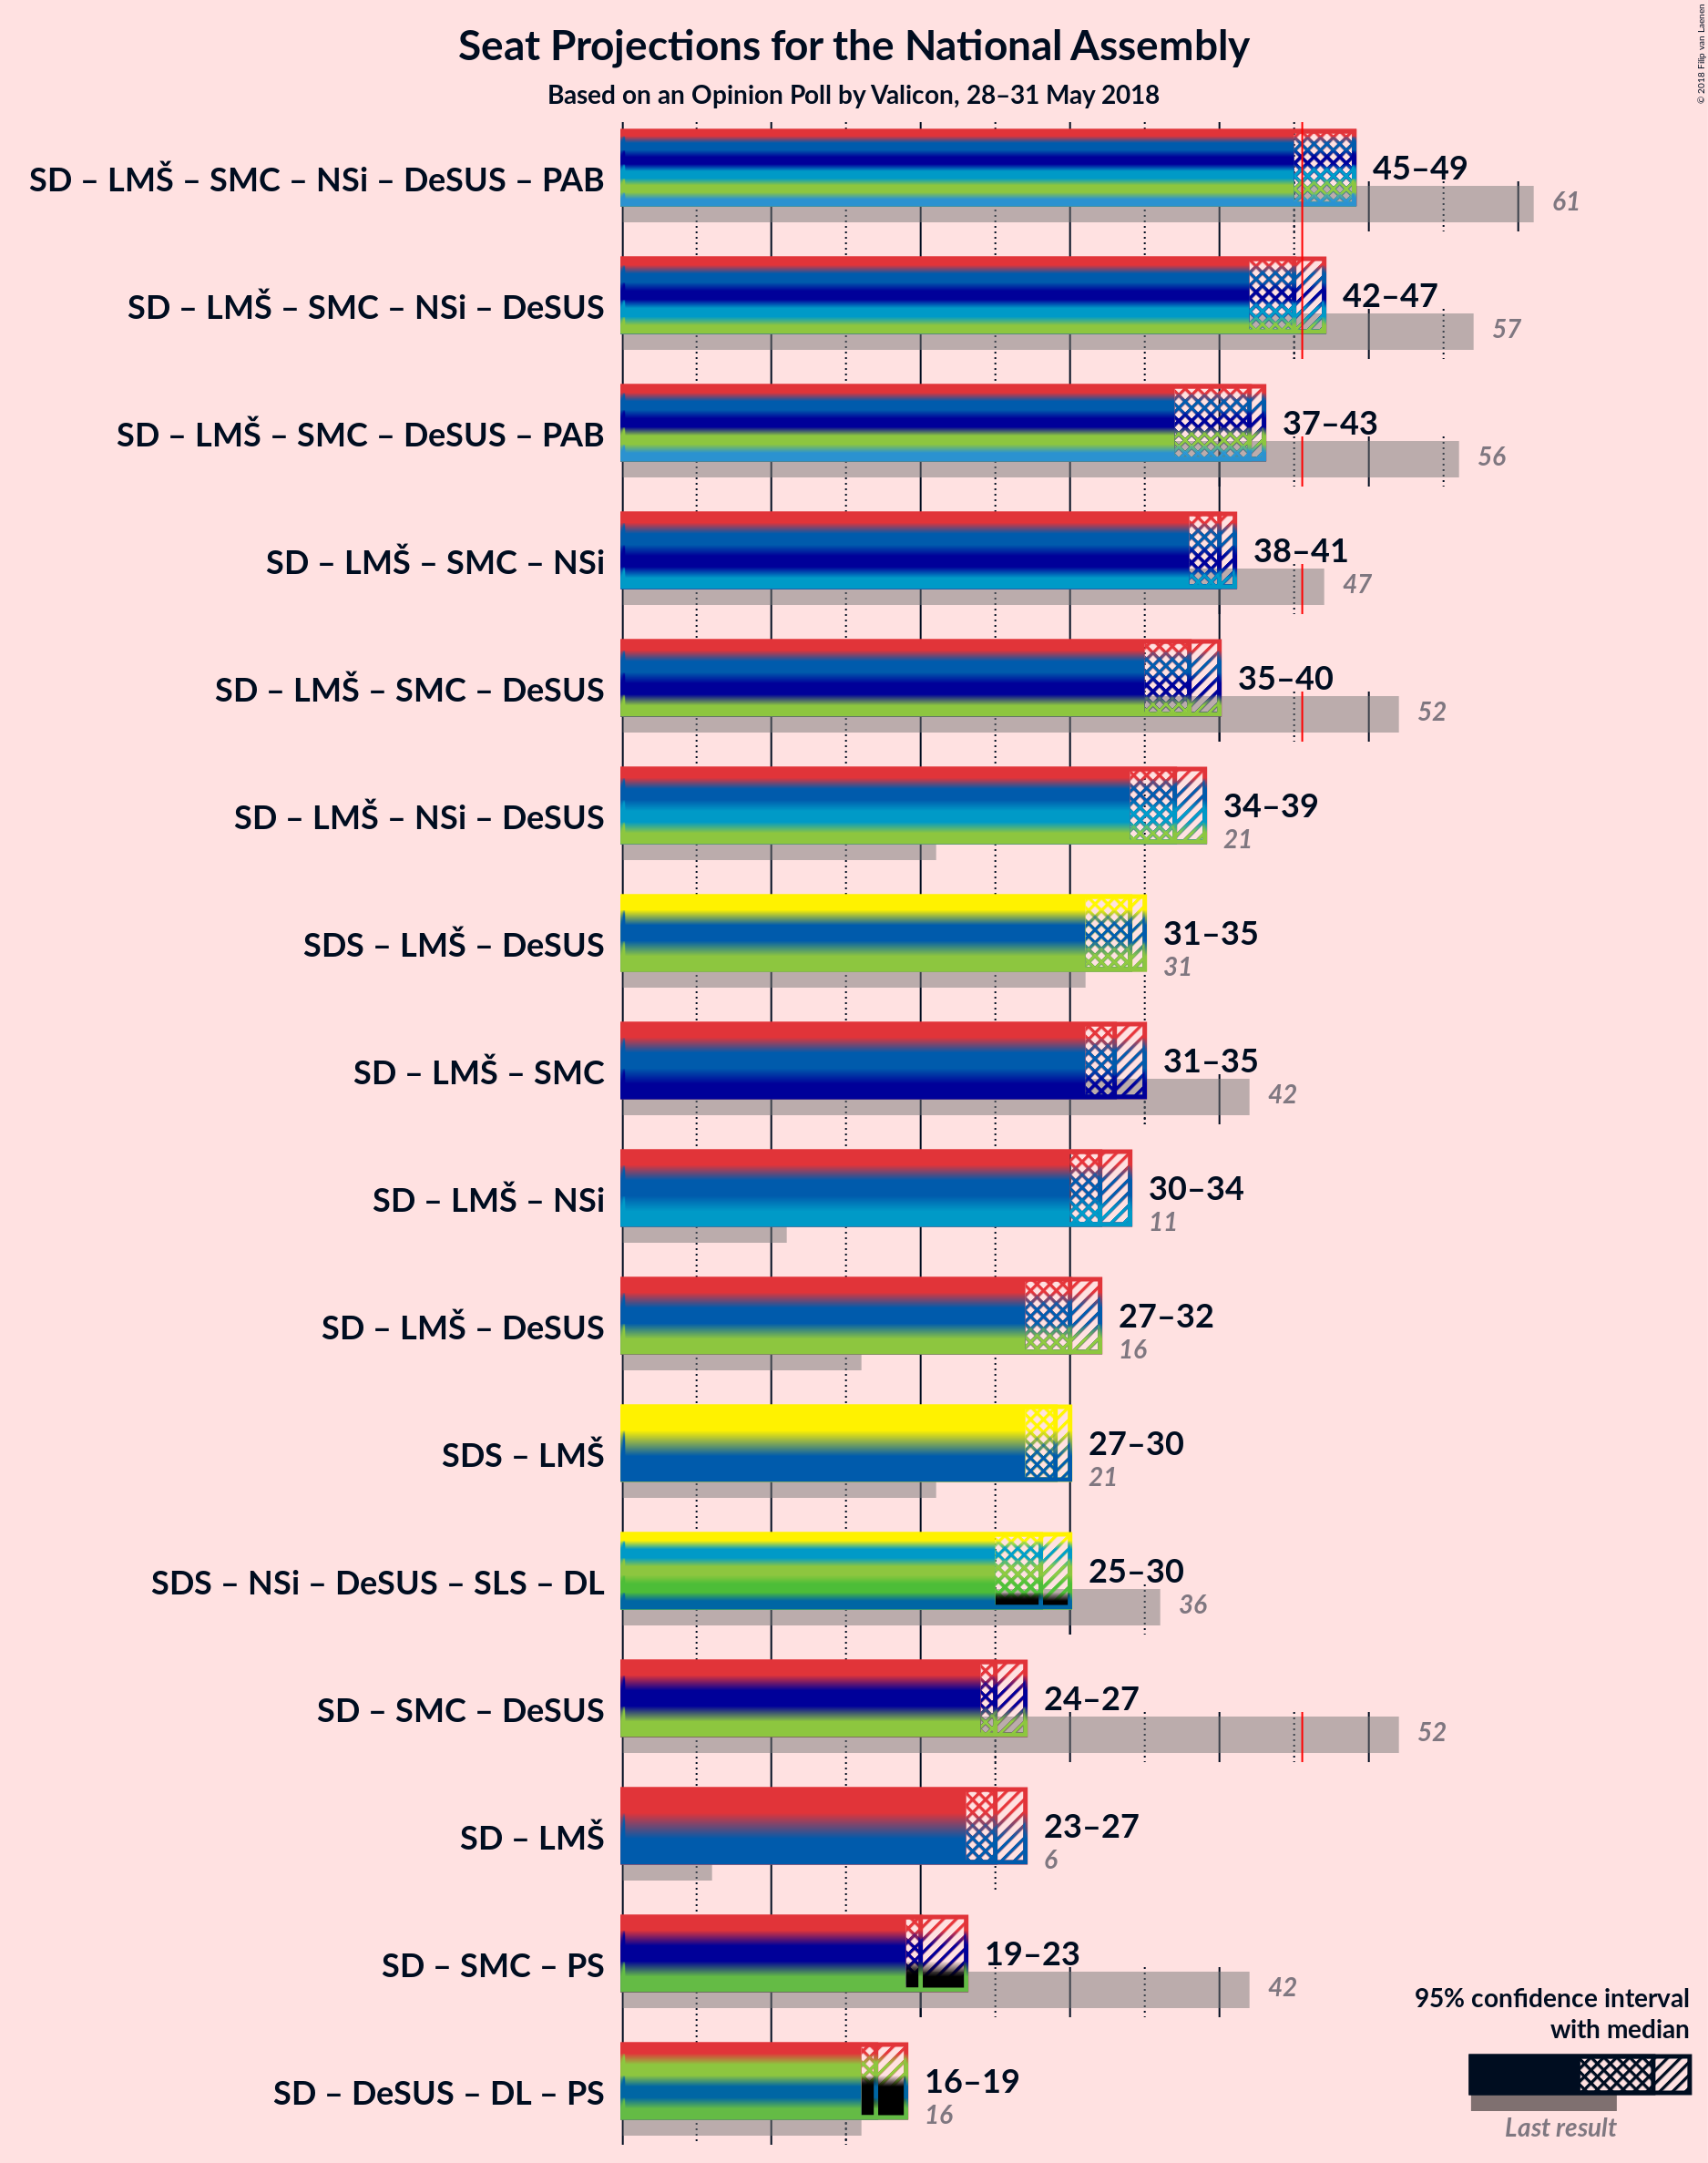 Seat Projections for the National Assembly
Based on an Opinion Poll by Valicon, 28–31 May 2018
© 2018 Filip van Laenen
SD – LMŠ – SMC – NSi – DeSUS – PAB
45–49
61
SD – LMŠ – SMC – NSi – DeSUS
42–47
57
SD – LMŠ – SMC – DeSUS – PAB
37–43
56
SD – LMŠ – SMC – NSi
38–41
47
SD – LMŠ – SMC – DeSUS
35–40
52
SD – LMŠ – NSi – DeSUS
34–39
21
SDS – LMŠ – DeSUS
31–35
31
SD – LMŠ – SMC
31–35
42
SD – LMŠ – NSi
30–34
11
SD – LMŠ – DeSUS
27–32
16
SDS – LMŠ
27–30
21
SDS – NSi – DeSUS – SLS – DL
25–30
36
SD – SMC – DeSUS
24–27
52
SD – LMŠ
23–27
6
SD – SMC – PS
19–23
42
SD – DeSUS – DL – PS
16–19
16
95% confidence interval
with median
Last result